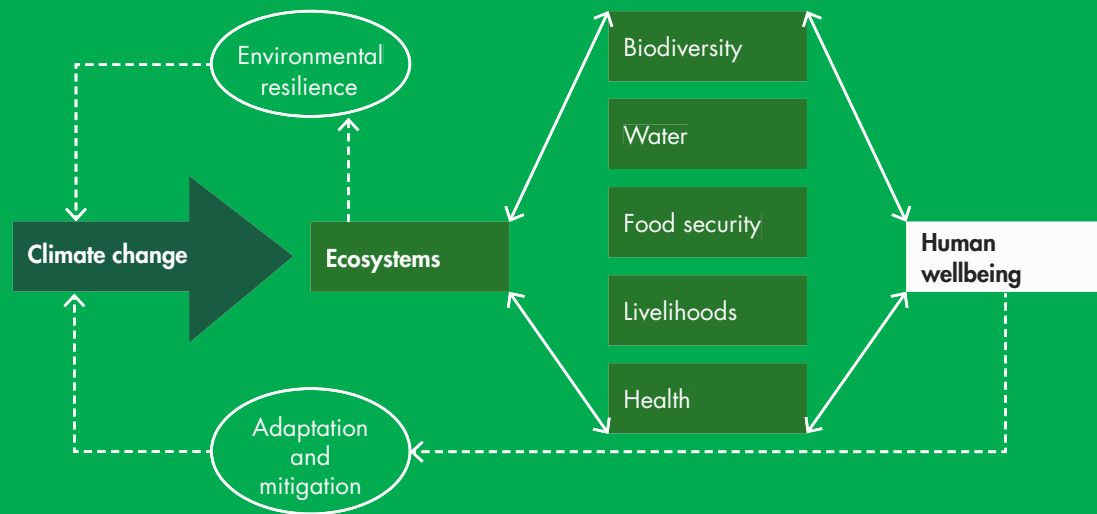 Environmental
resilience
Climate change
Ecosystems
Biodiversity
Water
Food security
Livelihoods
Health
Human
wellbeing
Adaptation
and
mitigation